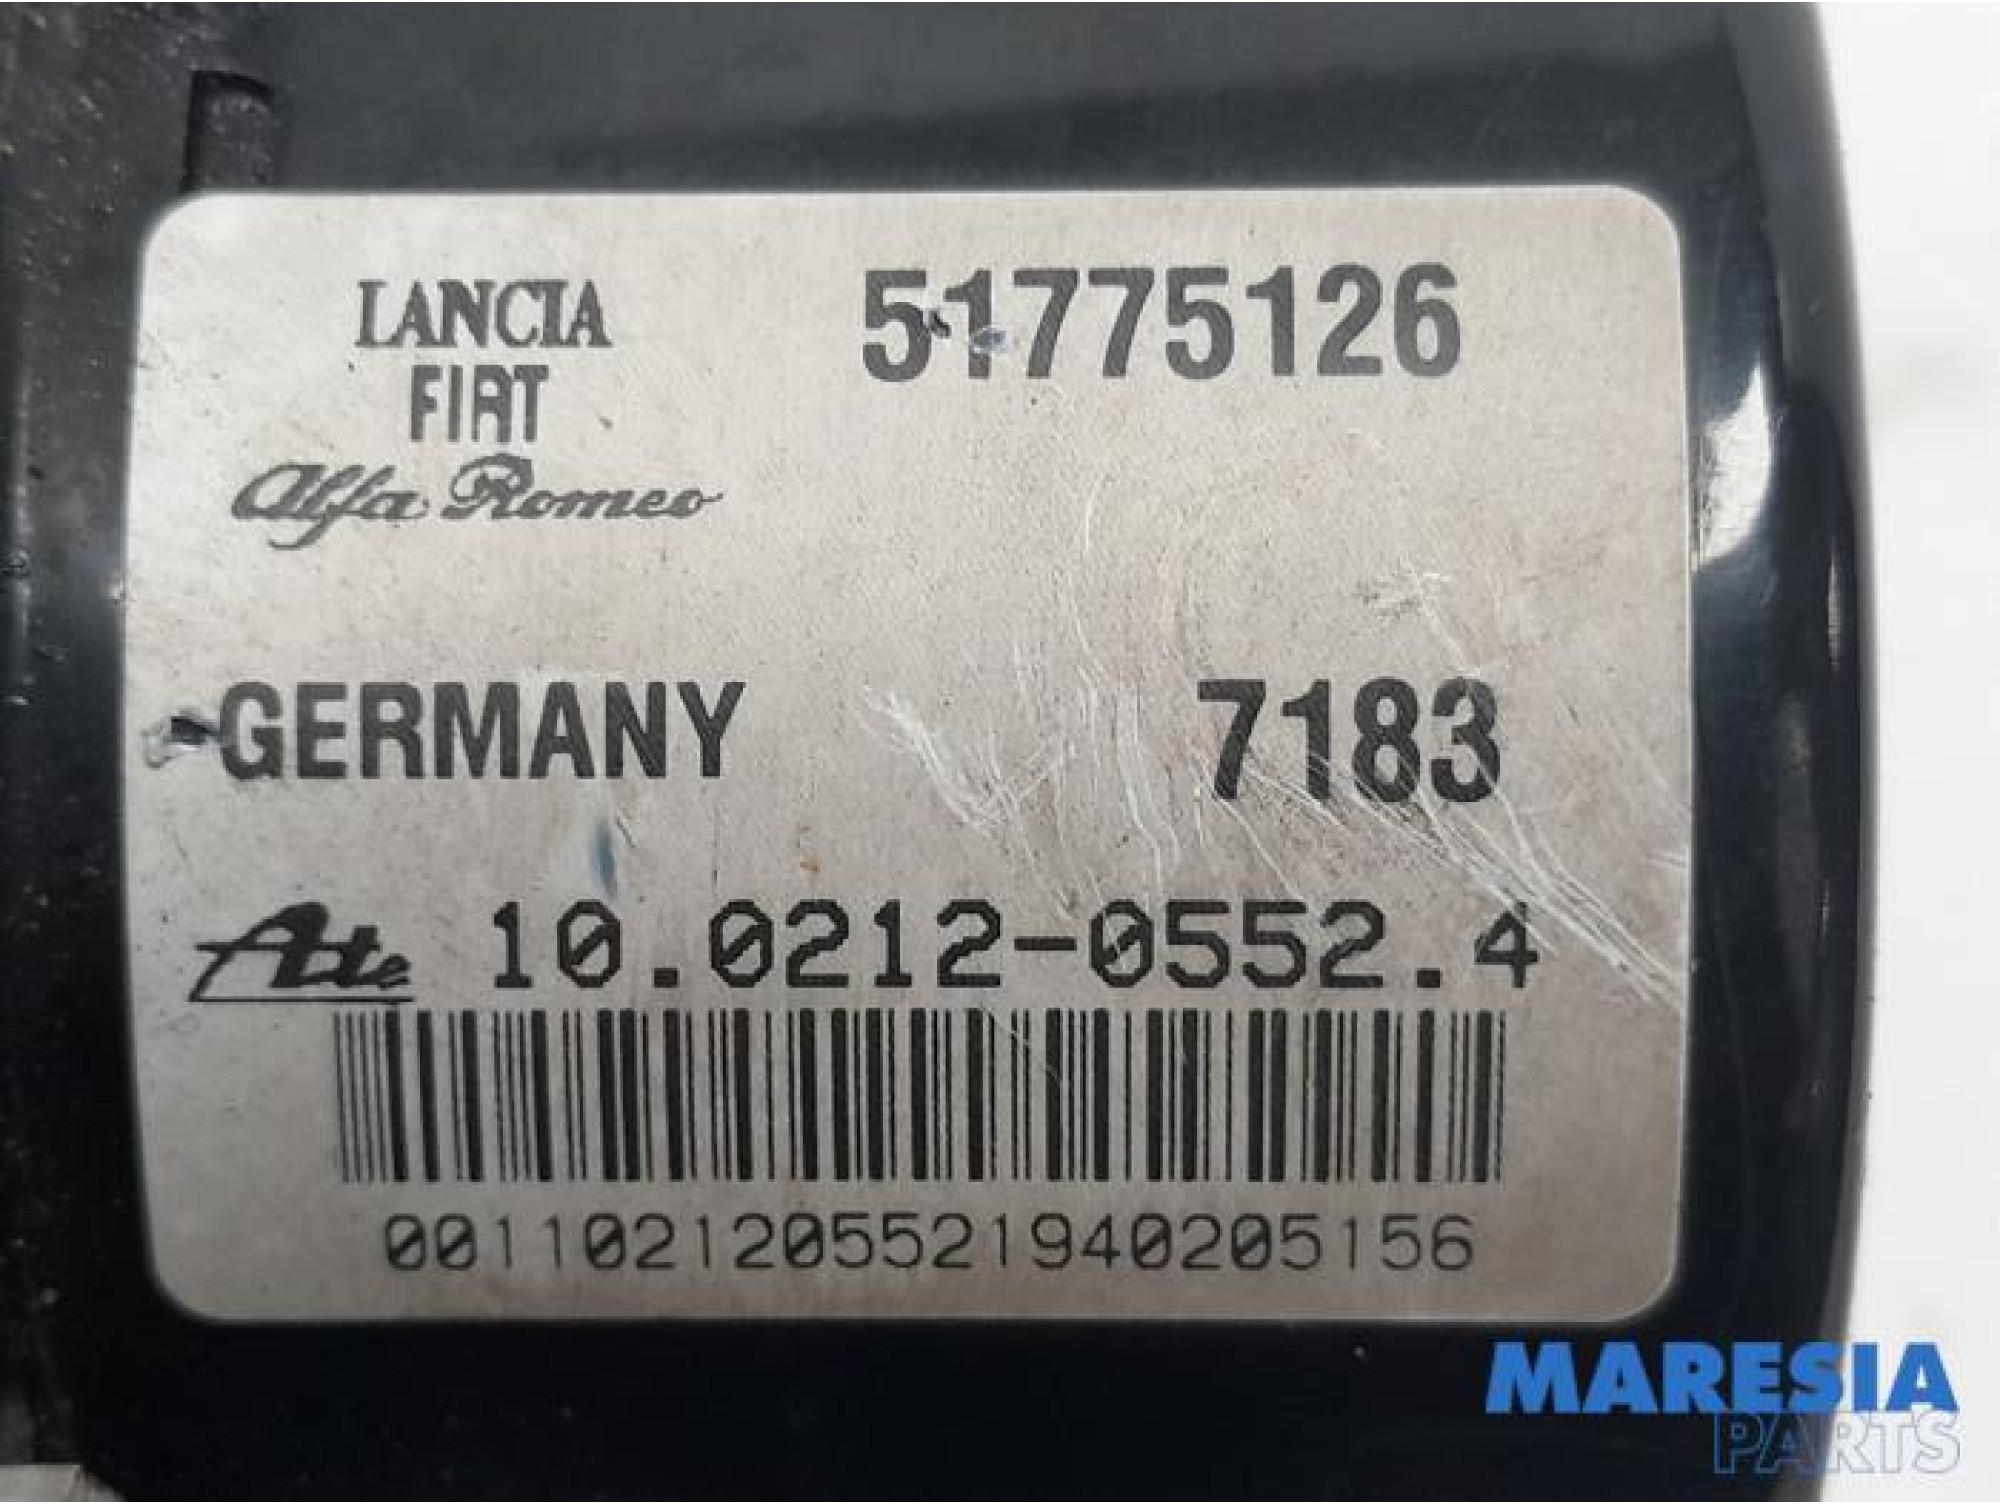 LANCIA
FIAT
Alfa Romeo
51775126
GERMANY
7183
Ate 10.0212-0552.4
00110212055219402051​56
MARESIA
PARTS